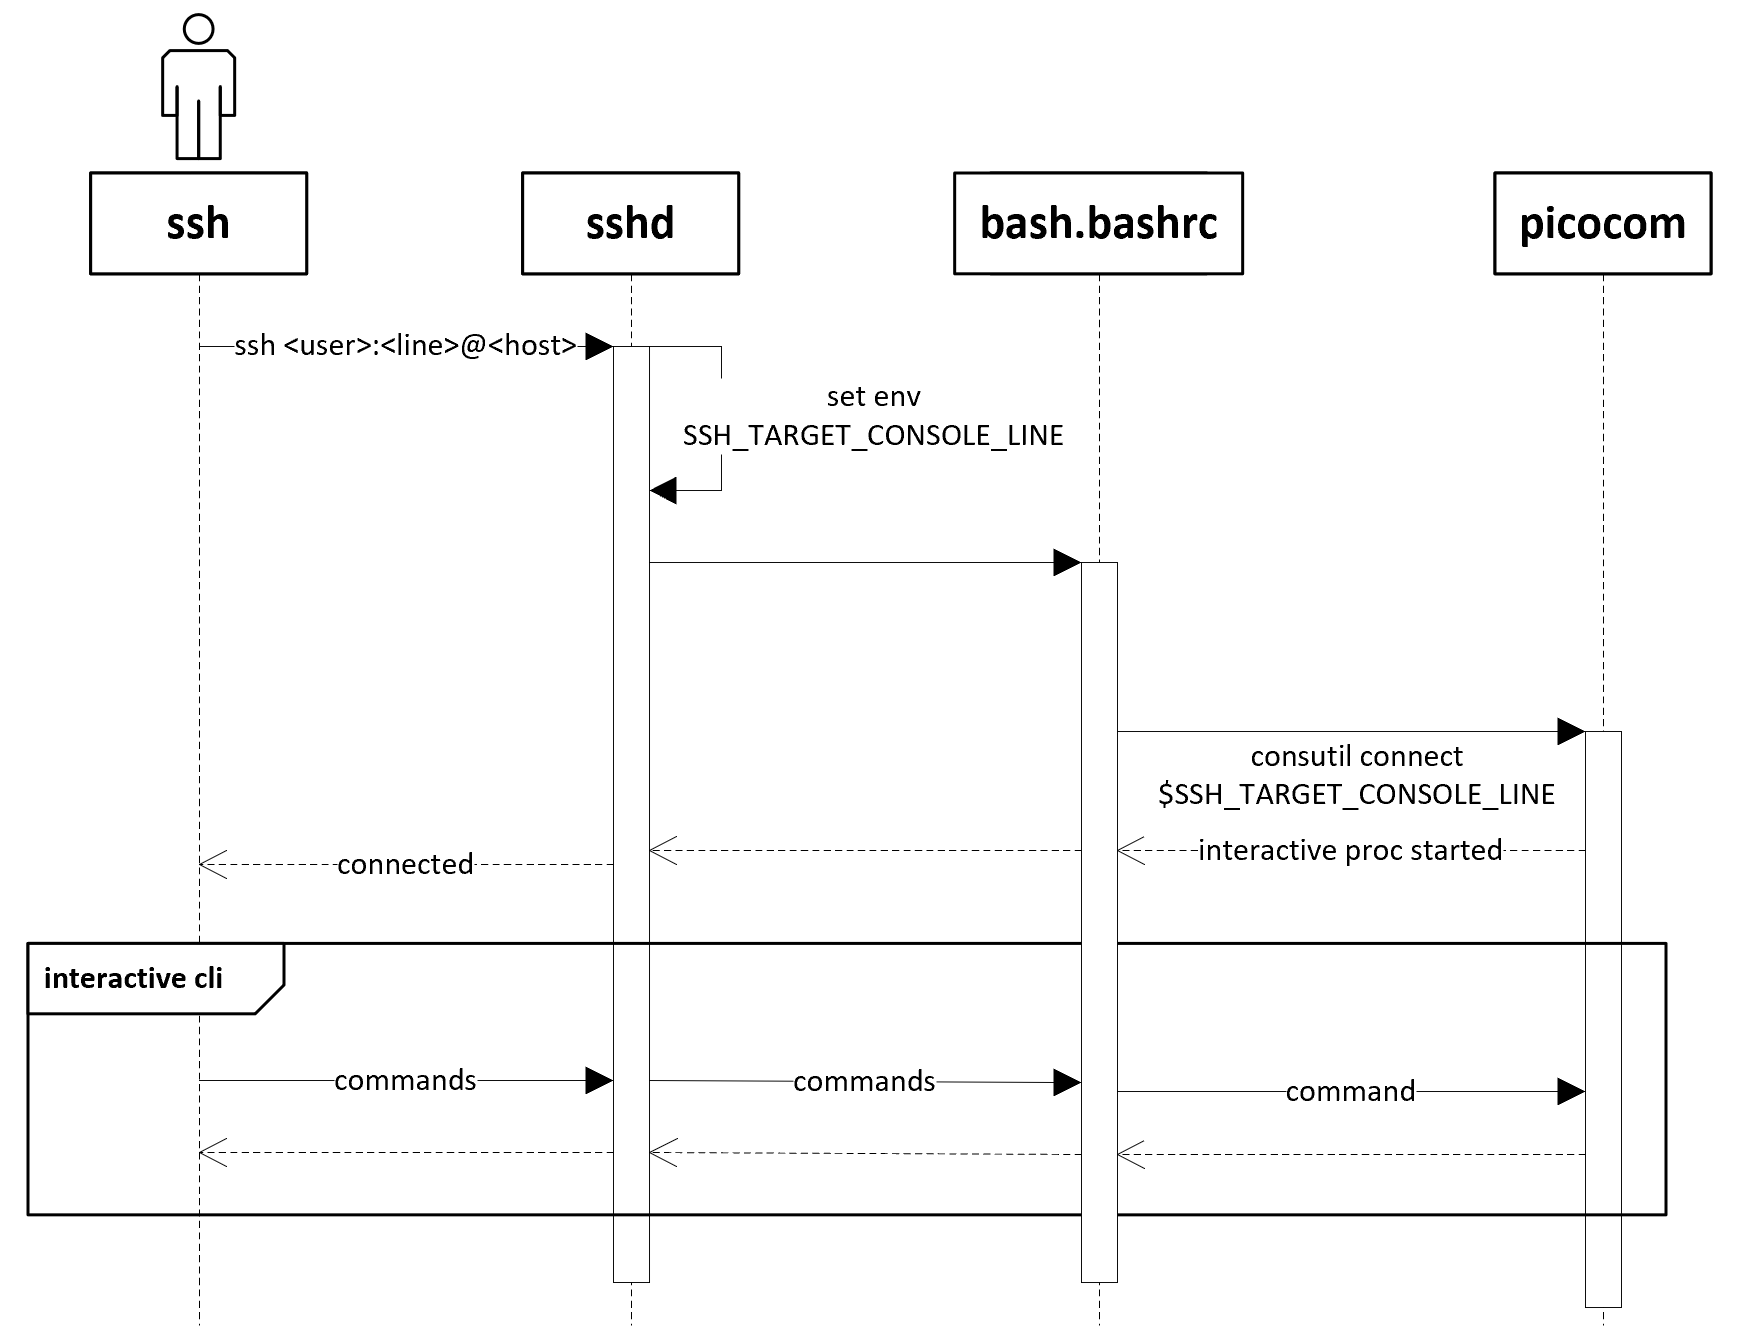 ssh
sshd
bash.bashrc
picocom
ssh <user>:<line>@<host>
set env
SSH_TARGET_CONSOLE_LINE
consutil connect
$SSH_TARGET_CONSOLE_LINE
interactive proc started
connected
interactive cli
commands
commands
command